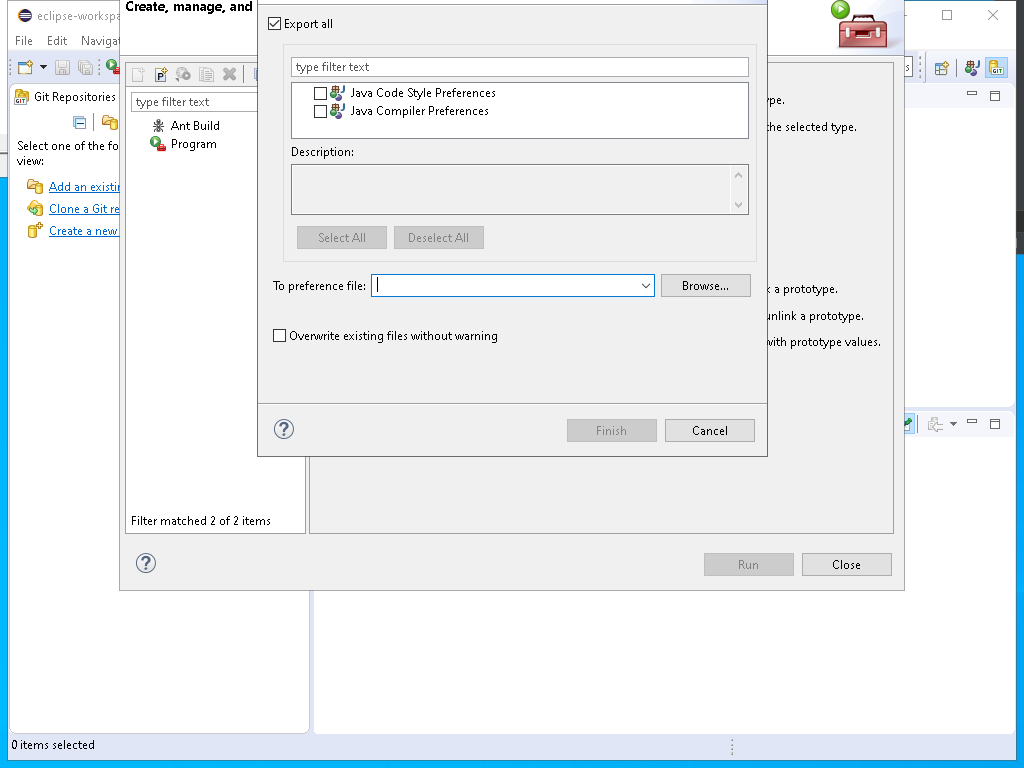 eclipse-workspa
Create, manage, and
File Edit Navigat
Export all
type filter text
Java Code Style Preferences
Java Compiler Preferences
Description:
Select All
Deselect All
To preference file:
Browse...
Overwrite existing files without warning
Finish
Cancel
Git Repositories
Select one of the fo
view:
Add an existin
Clone a Git re
Create a new
type filter text
Ant Build
Program
Filter matched 2 of 2 items
ype.
the selected type.
k a prototype.
unlink a prototype.
with prototype values.
Run
Close
0 items selected